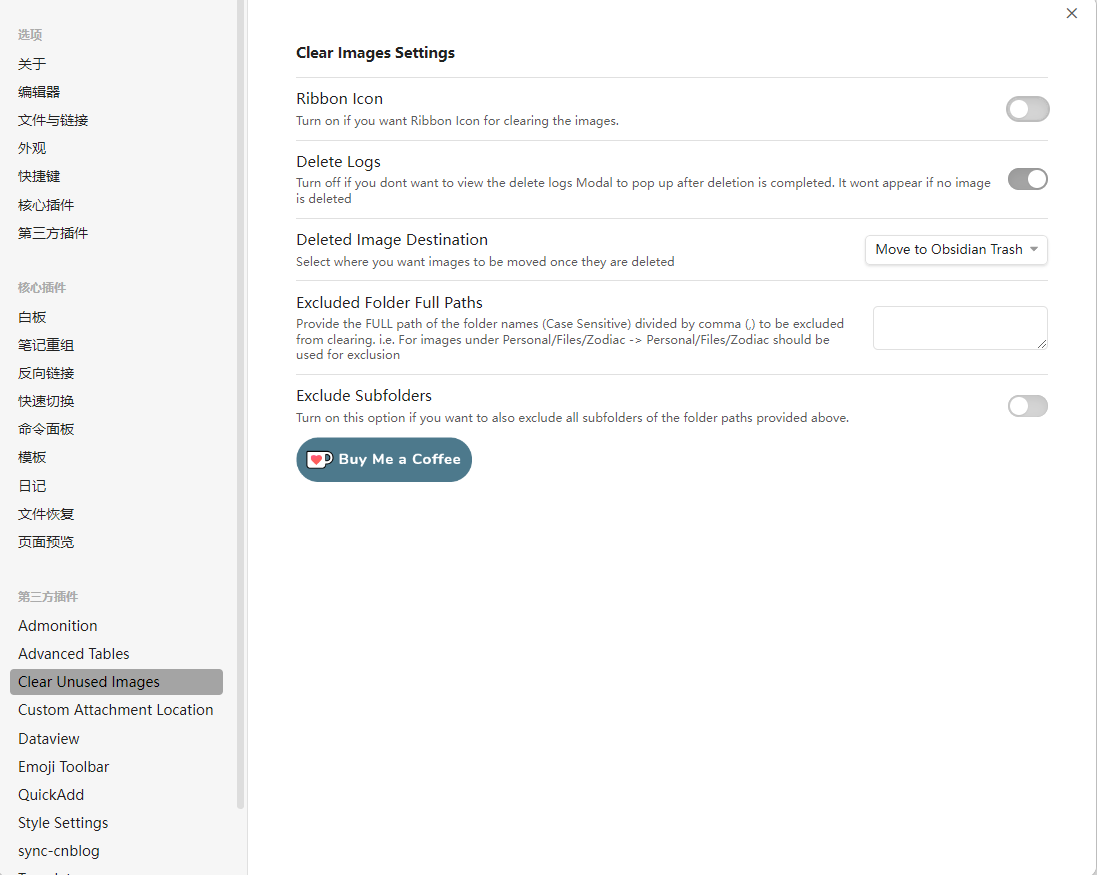 选项
关于
编辑器
文件与链接
外观
快捷键
核心插件
第三方插件
核心插件
白板
笔记重组
反向链接
快速切换
命令面板
模板
日记
文件恢复
页面预览
第三方插件
Admonition
Advanced Tables
Clear Unused Images
Custom Attachment Location
Dataview
Emoji Toolbar
QuickAdd
Style Settings
sync-cnblog
Clear Images Settings
Ribbon Icon
Turn on if you want Ribbon Icon for clearing the images.
Delete Logs
Turn off if you dont want to view the delete logs Modal to pop up after deletion is completed. It wont appear if no image
is deleted
Deleted Image Destination
Select where you want images to be moved once they are deleted
Move to Obsidian Trash
Excluded Folder Full Paths
Provide the FULL path of the folder names (Case Sensitive) divided by comma (,) to be excluded
from clearing. i.e. For images under Personal/Files/Zodiac -> Personal/Files/Zodiac should be
used for exclusion
Exclude Subfolders
Turn on this option if you want to also exclude all subfolders of the folder paths provided above.
Buy Me a Coffee